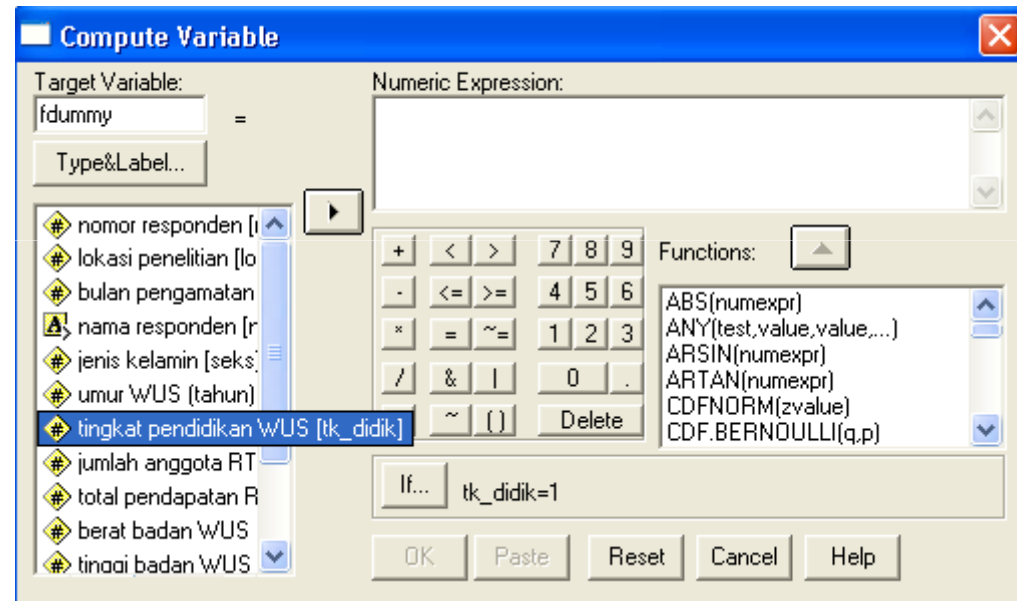 Compute Variable
Target Variable:
fdummy
=
Type&Label...
nomor responden [r
lokasi penelitian [lo
bulan pengamatan
nama responden [r
jenis kelamin [seks]
umur WUS (tahun)
tingkat pendidikan WUS [tk_didik]
jumlah anggota RT
total pendapatan R
berat badan WUS
tinggi badan WUS
Numeric Expression:
+ < > 7 8 9
- <= >= 4 5 6
* = ~= 1 2 3
/ & | 0 .
~ () Delete
Functions:
ABS(numexpr)
ANY(test,value,value,...)
ARSIN(numexpr)
ARTAN(numexpr)
CDFNORM(zvalue)
CDF.BERNOULLI(q,p)
If... tk_didik=1
OK Paste Reset Cancel Help